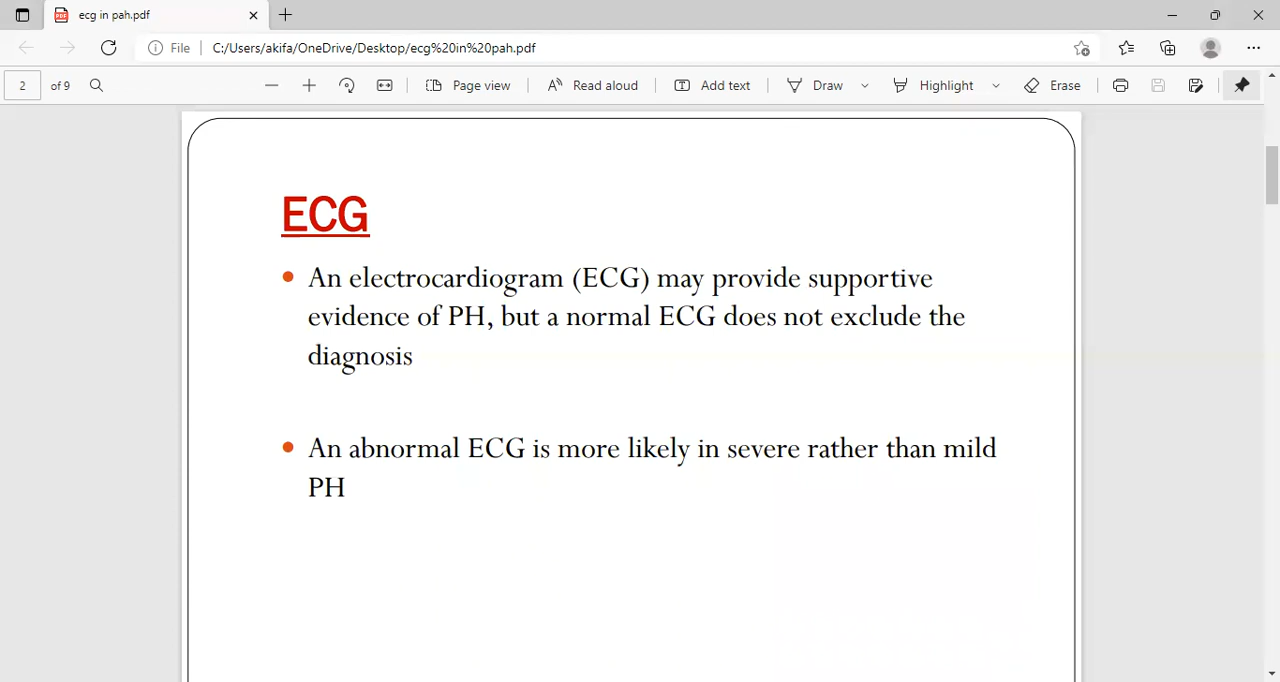 ecg in pah.pdf
File C:/Users/akifa/OneDrive/Desktop/ecg%20in%20pah.pdf
2 of 9 Page view Read aloud Add text Draw Highlight Erase
ECG
• An electrocardiogram (ECG) may provide supportive
evidence of PH, but a normal ECG does not exclude the
diagnosis
• An abnormal ECG is more likely in severe rather than mild
PH